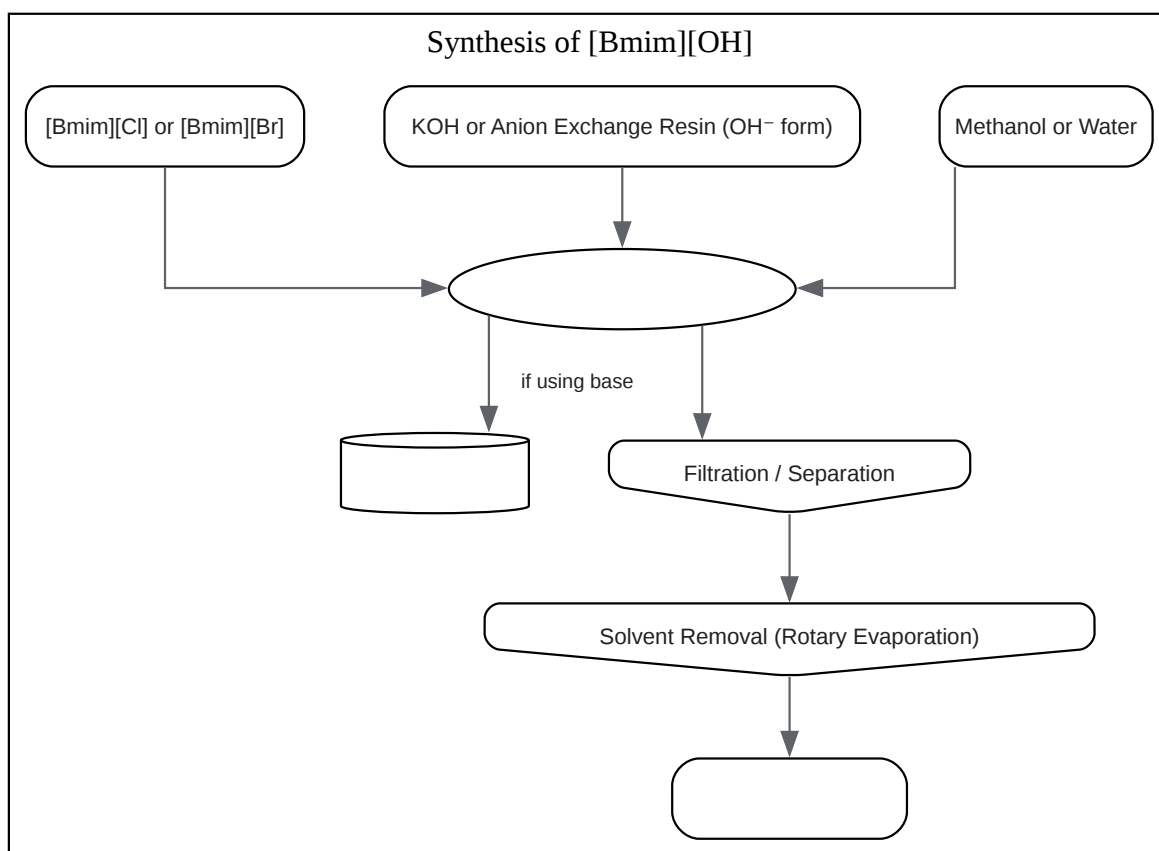 Synthesis of [Bmim][OH]
[Bmim][Cl] or [Bmim][Br]
KOH or Anion Exchange Resin (OH⁻ form)
Methanol or Water
if using base
Filtration / Separation
Solvent Removal (Rotary Evaporation)